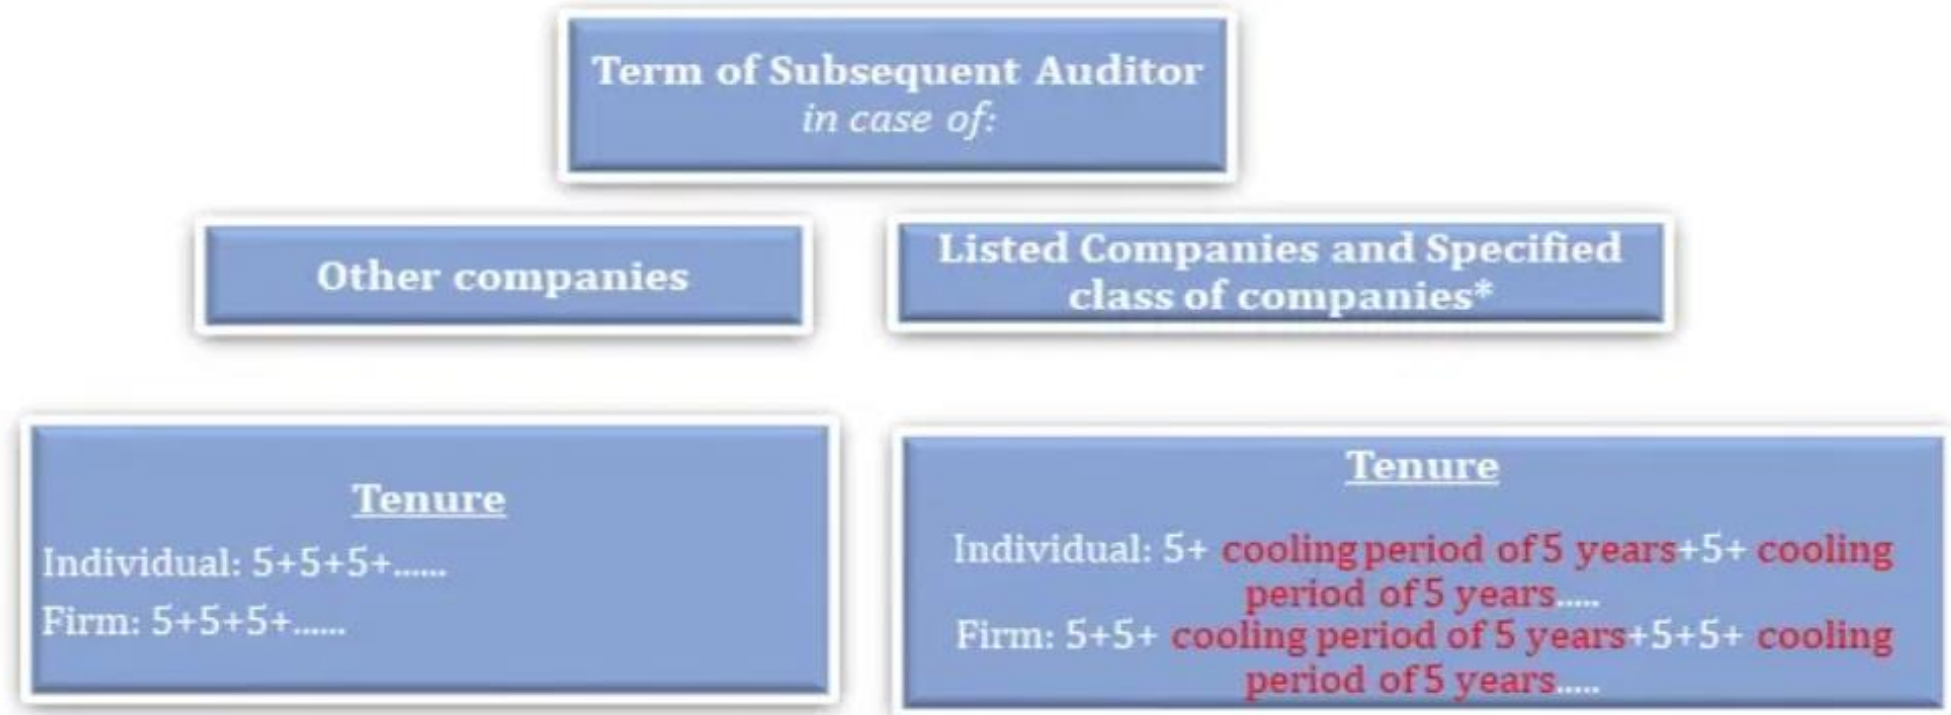 Term of Subsequent Auditor
in case of:
Other companies
Listed Companies and Specified
class of companies*
Tenure
Individual: 5+5+5+......
Firm: 5+5+5+......
Tenure
Individual: 5+ cooling period of 5 years+5+ cooling
period of 5 years.....
Firm: 5+5+ cooling period of 5 years+5+5+ cooling
period of 5 years.....